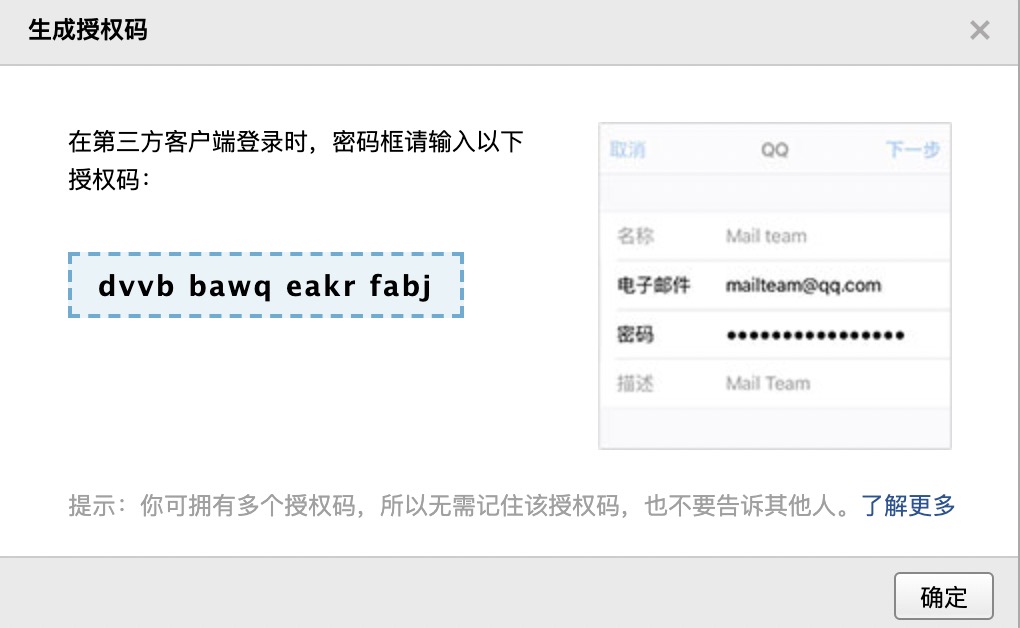 生成授权码
在第三方客户端登录时，密码框请输入以下
授权码：
dvvb bawq eakr fabj
取消 QQ 下一步
名称 Mail team
电子邮件 mailteam@qq.com
密码 ••••••••••••••••
描述 Mail Team
提示：你可拥有多个授权码，所以无需记住该授权码，也不要告诉其他人。了解更多
确定